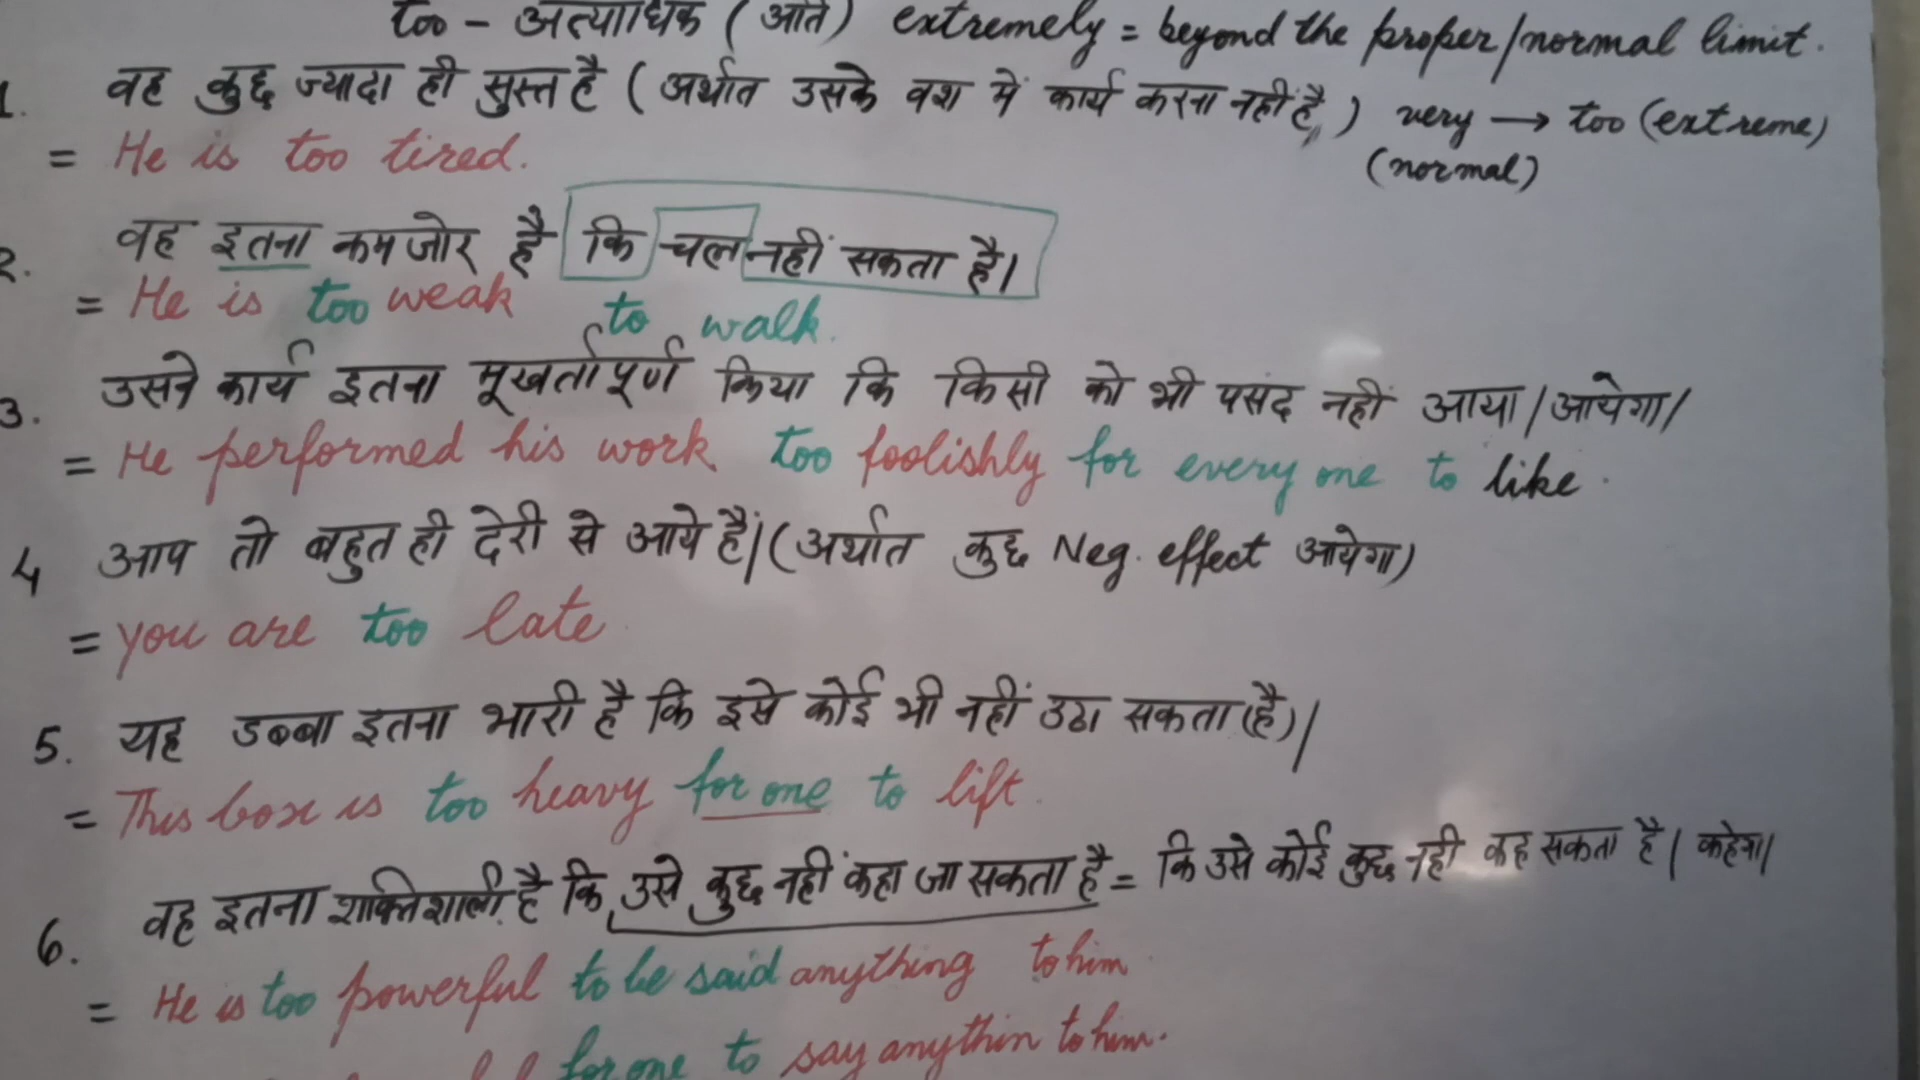 too - अत्याधिक (अति) extremely = beyond the proper/normal limit.
1. वह कुछ ज्यादा ही सुस्त है (अर्थात उसके वश में कार्य करना नहीं है) very → too (extreme)
(normal)
= He is too tired.
2. वह इतना कमजोर है कि चल नहीं सकता है।
= He is too weak to walk.
3. उसने कार्य इतना मूर्खतापूर्ण किया कि किसी को भी पसंद नहीं आया/आयेगा/
= He performed his work too foolishly for every one to like.
4 आप तो बहुत ही देरी से आये हैं।(अर्थात कुछ Neg. effect आयेगा)
= you are too late
5. यह डब्बा इतना भारी है कि इसे कोई भी नहीं उठा सकता (है)/
= This box is too heavy for one to lift.
6. वह इतना शक्तिशाली है कि उसे कुछ नहीं कहा जा सकता है = कि उसे कोई कुछ नही कह सकता है। कहेगा।
= He is too powerful to be said anything to him
for one to say anythin to him.